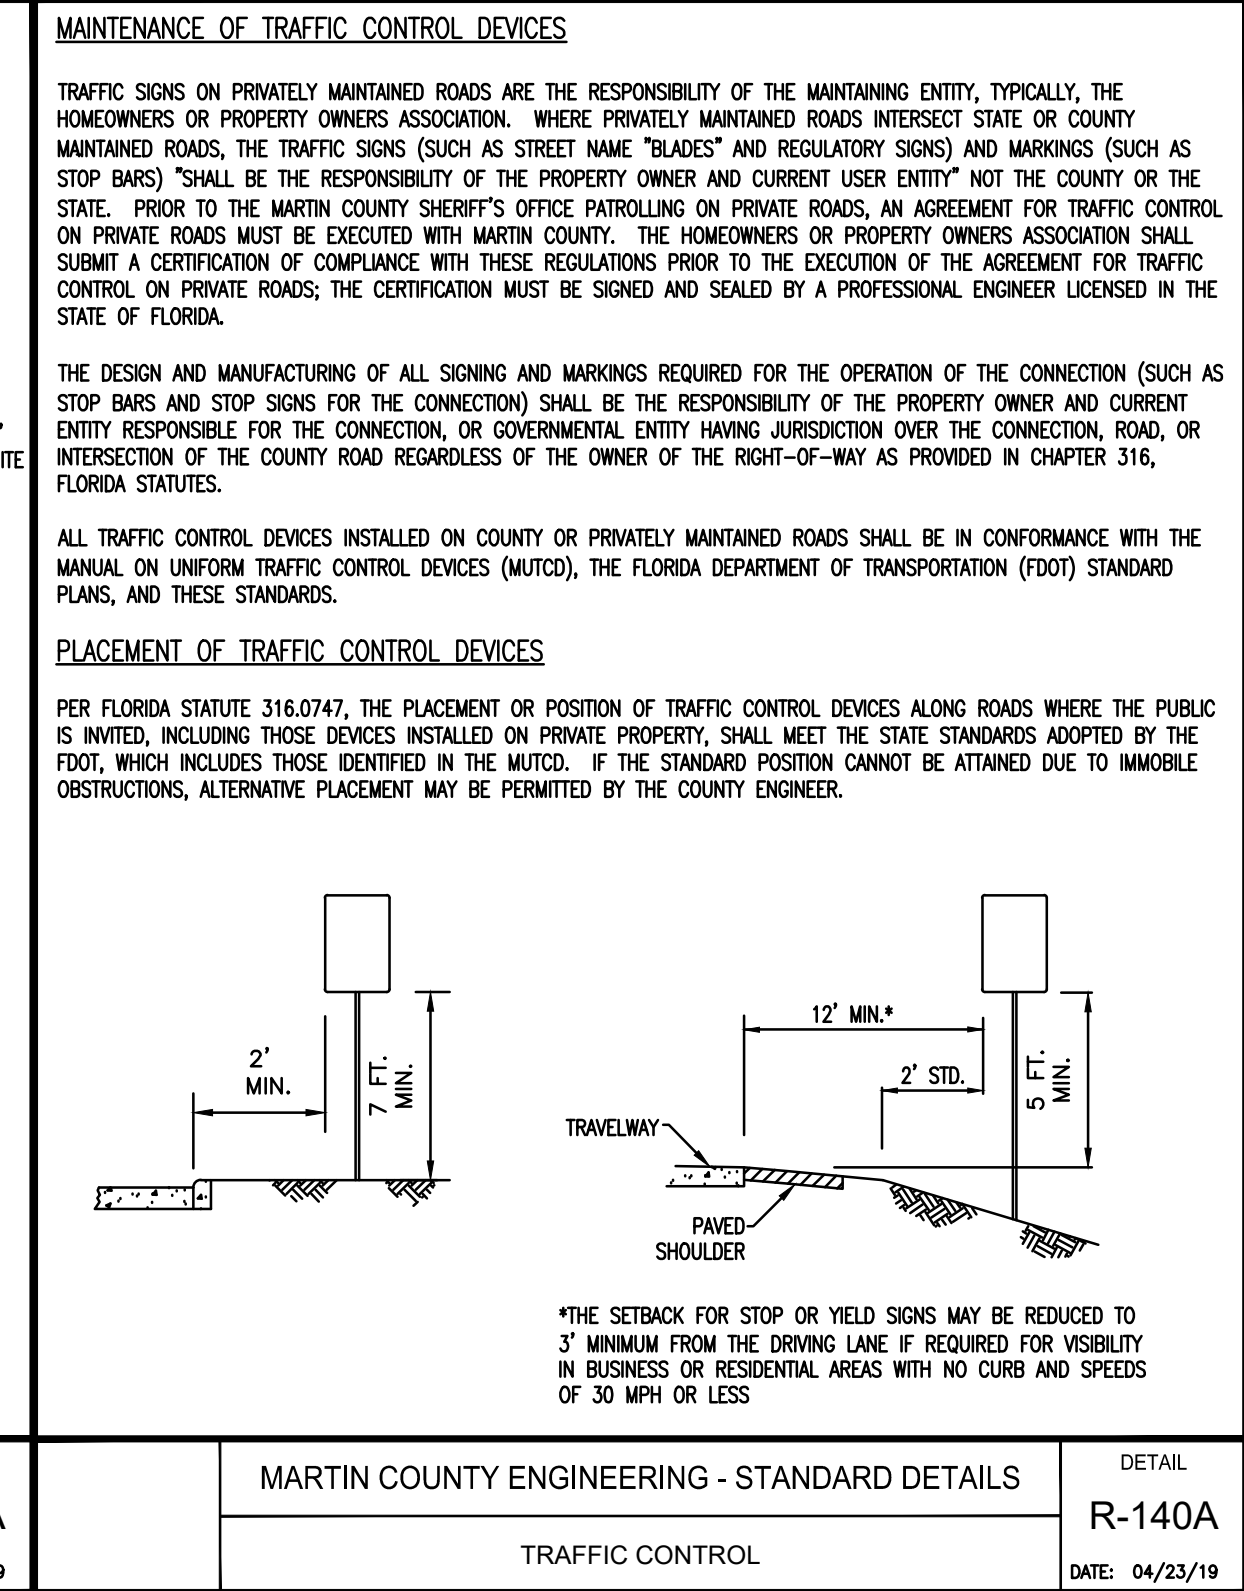 MAINTENANCE OF TRAFFIC CONTROL DEVICES
TRAFFIC SIGNS ON PRIVATELY MAINTAINED ROADS ARE THE RESPONSIBILITY OF THE MAINTAINING ENTITY, TYPICALLY, THE
HOMEOWNERS OR PROPERTY OWNERS ASSOCIATION. WHERE PRIVATELY MAINTAINED ROADS INTERSECT STATE OR COUNTY
MAINTAINED ROADS, THE TRAFFIC SIGNS (SUCH AS STREET NAME "BLADES" AND REGULATORY SIGNS) AND MARKINGS (SUCH AS
STOP BARS) "SHALL BE THE RESPONSIBILITY OF THE PROPERTY OWNER AND CURRENT USER ENTITY" NOT THE COUNTY OR THE
STATE. PRIOR TO THE MARTIN COUNTY SHERIFF'S OFFICE PATROLLING ON PRIVATE ROADS, AN AGREEMENT FOR TRAFFIC CONTROL
ON PRIVATE ROADS MUST BE EXECUTED WITH MARTIN COUNTY. THE HOMEOWNERS OR PROPERTY OWNERS ASSOCIATION SHALL
SUBMIT A CERTIFICATION OF COMPLIANCE WITH THESE REGULATIONS PRIOR TO THE EXECUTION OF THE AGREEMENT FOR TRAFFIC
CONTROL ON PRIVATE ROADS; THE CERTIFICATION MUST BE SIGNED AND SEALED BY A PROFESSIONAL ENGINEER LICENSED IN THE
STATE OF FLORIDA.
THE DESIGN AND MANUFACTURING OF ALL SIGNING AND MARKINGS REQUIRED FOR THE OPERATION OF THE CONNECTION (SUCH AS
STOP BARS AND STOP SIGNS FOR THE CONNECTION) SHALL BE THE RESPONSIBILITY OF THE PROPERTY OWNER AND CURRENT
ENTITY RESPONSIBLE FOR THE CONNECTION, OR GOVERNMENTAL ENTITY HAVING JURISDICTION OVER THE CONNECTION, ROAD, OR
INTERSECTION OF THE COUNTY ROAD REGARDLESS OF THE OWNER OF THE RIGHT-OF-WAY AS PROVIDED IN CHAPTER 316,
FLORIDA STATUTES.
ALL TRAFFIC CONTROL DEVICES INSTALLED ON COUNTY OR PRIVATELY MAINTAINED ROADS SHALL BE IN CONFORMANCE WITH THE
MANUAL ON UNIFORM TRAFFIC CONTROL DEVICES (MUTCD), THE FLORIDA DEPARTMENT OF TRANSPORTATION (FDOT) STANDARD
PLANS, AND THESE STANDARDS.
PLACEMENT OF TRAFFIC CONTROL DEVICES
PER FLORIDA STATUTE 316.0747, THE PLACEMENT OR POSITION OF TRAFFIC CONTROL DEVICES ALONG ROADS WHERE THE PUBLIC
IS INVITED, INCLUDING THOSE DEVICES INSTALLED ON PRIVATE PROPERTY, SHALL MEET THE STATE STANDARDS ADOPTED BY THE
FDOT, WHICH INCLUDES THOSE IDENTIFIED IN THE MUTCD. IF THE STANDARD POSITION CANNOT BE ATTAINED DUE TO IMMOBILE
OBSTRUCTIONS, ALTERNATIVE PLACEMENT MAY BE PERMITTED BY THE COUNTY ENGINEER.
2'
MIN.
7 FT.
MIN.
12' MIN.*
2' STD.
5 FT.
MIN.
TRAVELWAY
PAVED
SHOULDER
*THE SETBACK FOR STOP OR YIELD SIGNS MAY BE REDUCED TO
3' MINIMUM FROM THE DRIVING LANE IF REQUIRED FOR VISIBILITY
IN BUSINESS OR RESIDENTIAL AREAS WITH NO CURB AND SPEEDS
OF 30 MPH OR LESS
MARTIN COUNTY ENGINEERING - STANDARD DETAILS
TRAFFIC CONTROL
DETAIL
R-140A
DATE: 04/23/19